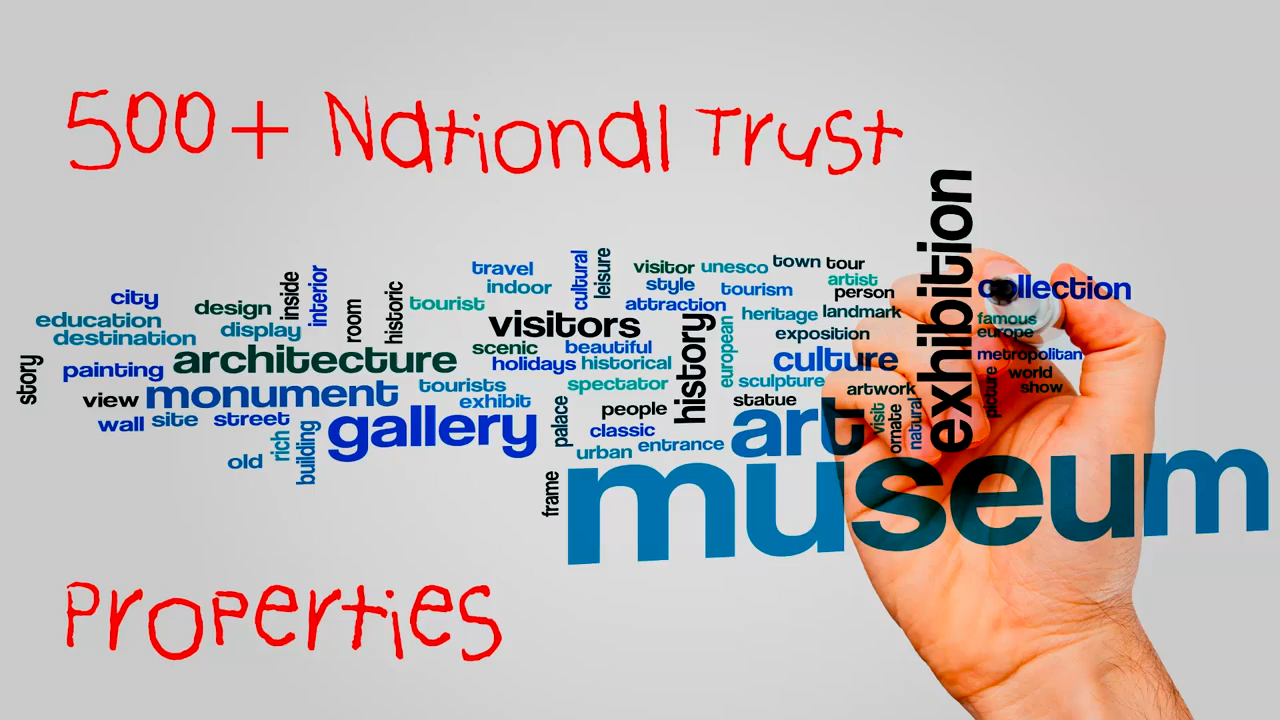 500+ National Trust
exhibition
travel
cultural
leisure
visitor unesco
town tour
indoor
style
tourism
artist
person
collection
city
design
inside
interior
room
historic
tourist
attraction
heritage landmark
famous
education
display
visitors
history
european
exposition
europe
destination
scenic
beautiful
story
architecture
holidays historical
culture
metropolitan
painting
world
view monument
tourists
spectator
sculpture
artwork
picture
show
exhibit
palace
people
statue
art
visit
ornate
natural
wall site street
gallery
classic
rich
building
urban entrance
old
frame
museum
Properties